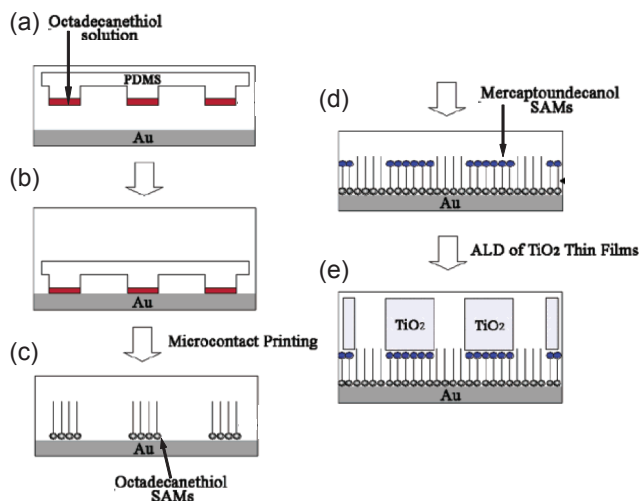 (a)
Octadecanethiol
solution
PDMS
Au
(b)
Au
Microcontact Printing
(c)
Au
Octadecanethiol
SAMs
(d)
Mercaptoundecanol
SAMs
Au
ALD of TiO2 Thin Films
(e)
TiO2
TiO2
Au